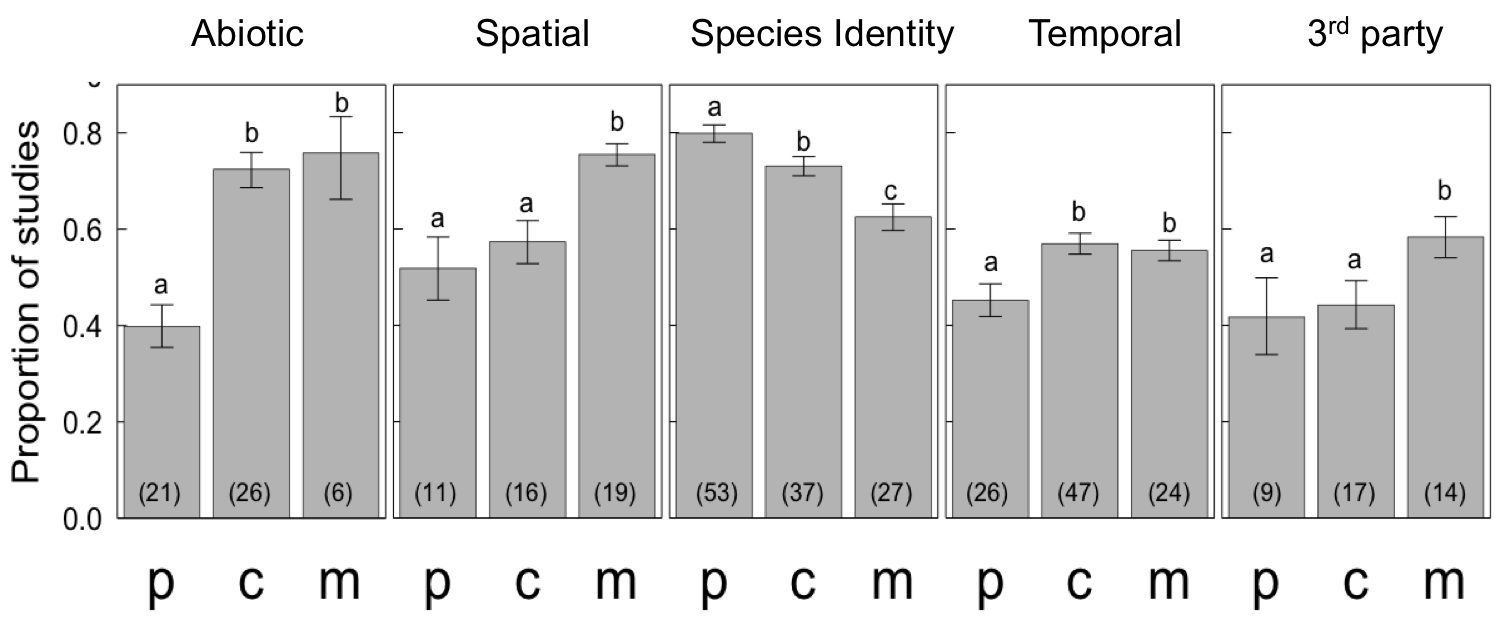 Abiotic Spatial Species Identity Temporal 3rd party
Proportion of studies
0.8
0.6
0.4
0.2
0.0
a b b a a b a b c a b b a a b
(21) (26) (6) (11) (16) (19) (53) (37) (27) (26) (47) (24) (9) (17) (14)
p c m p c m p c m p c m p c m